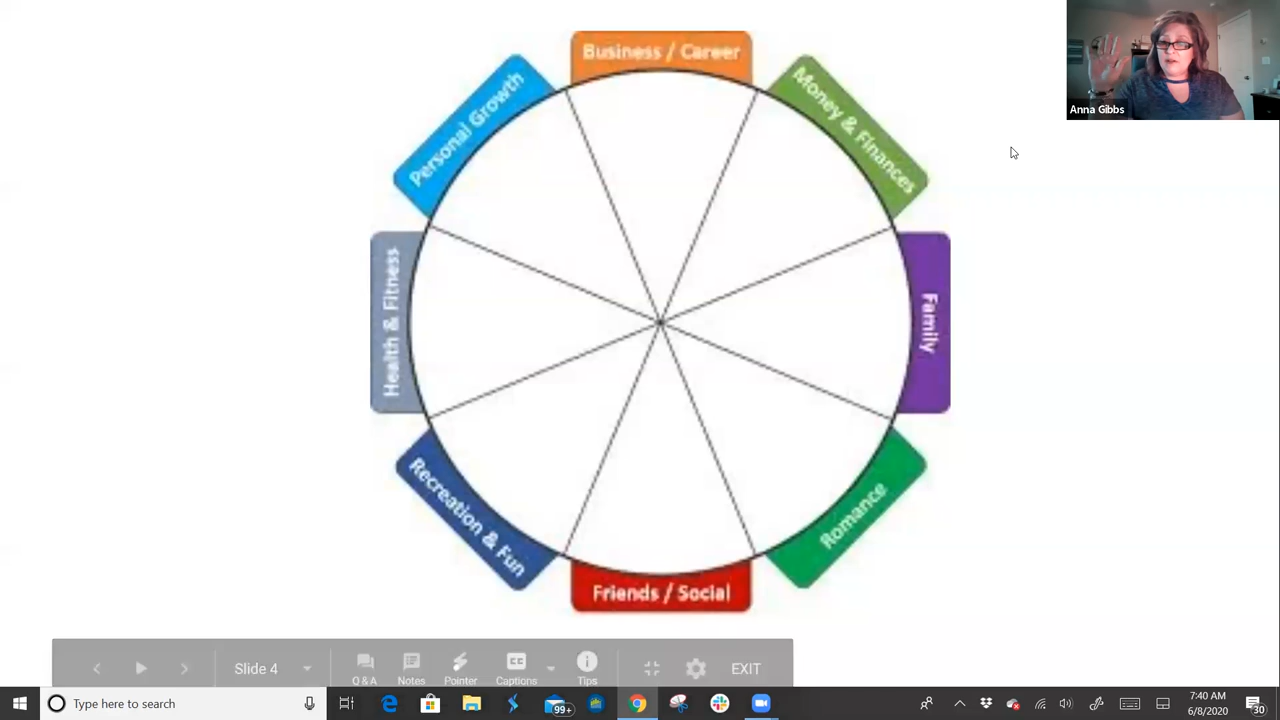 Business / Career
Anna Gibbs
Personal Growth
Money & Finances
Health & Fitness
Family
Recreation & Fun
Romance
Friends / Social
Slide 4
Q & A
Notes
Pointer
CC
Captions
Tips
EXIT
Type here to search
99+
7:40 AM
6/8/2020
30